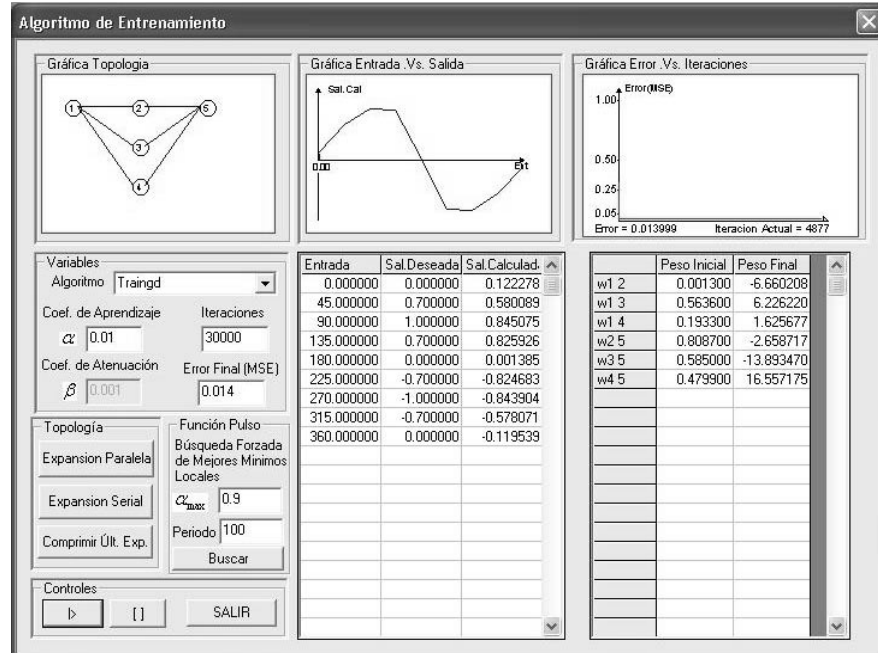 Algoritmo de Entrenamiento
Gráfica Topologia
1 2 5
3
4
Gráfica Entrada .Vs. Salida
Sal.Cal
0.00 Ent
Gráfica Error .Vs. Iteraciones
Error(MSE)
1.00
0.50
0.25
0.05
Error = 0.013999 Iteracion Actual = 4877
Variables
Algoritmo Traingd
Coef. de Aprendizaje Iteraciones
α 0.01 30000
Coef. de Atenuación Error Final (MSE)
β 0.001 0.014
Topología
Expansion Paralela
Expansion Serial
Comprimir Últ. Exp.
Función Pulso
Búsqueda Forzada
de Mejores Minimos
Locales
αmax 0.9
Periodo 100
Buscar
Controles
|> [ ] SALIR
Entrada Sal.Deseada Sal.Calculad.
0.000000 0.000000 0.122278
45.000000 0.700000 0.580089
90.000000 1.000000 0.845075
135.000000 0.700000 0.825926
180.000000 0.000000 0.001385
225.000000 -0.700000 -0.824683
270.000000 -1.000000 -0.843904
315.000000 -0.700000 -0.578071
360.000000 0.000000 -0.119539
Peso Inicial Peso Final
w1 2 0.001300 -6.660208
w1 3 0.563600 6.226220
w1 4 0.193300 1.625677
w2 5 0.808700 -2.658717
w3 5 0.585000 -13.893470
w4 5 0.479900 16.557175